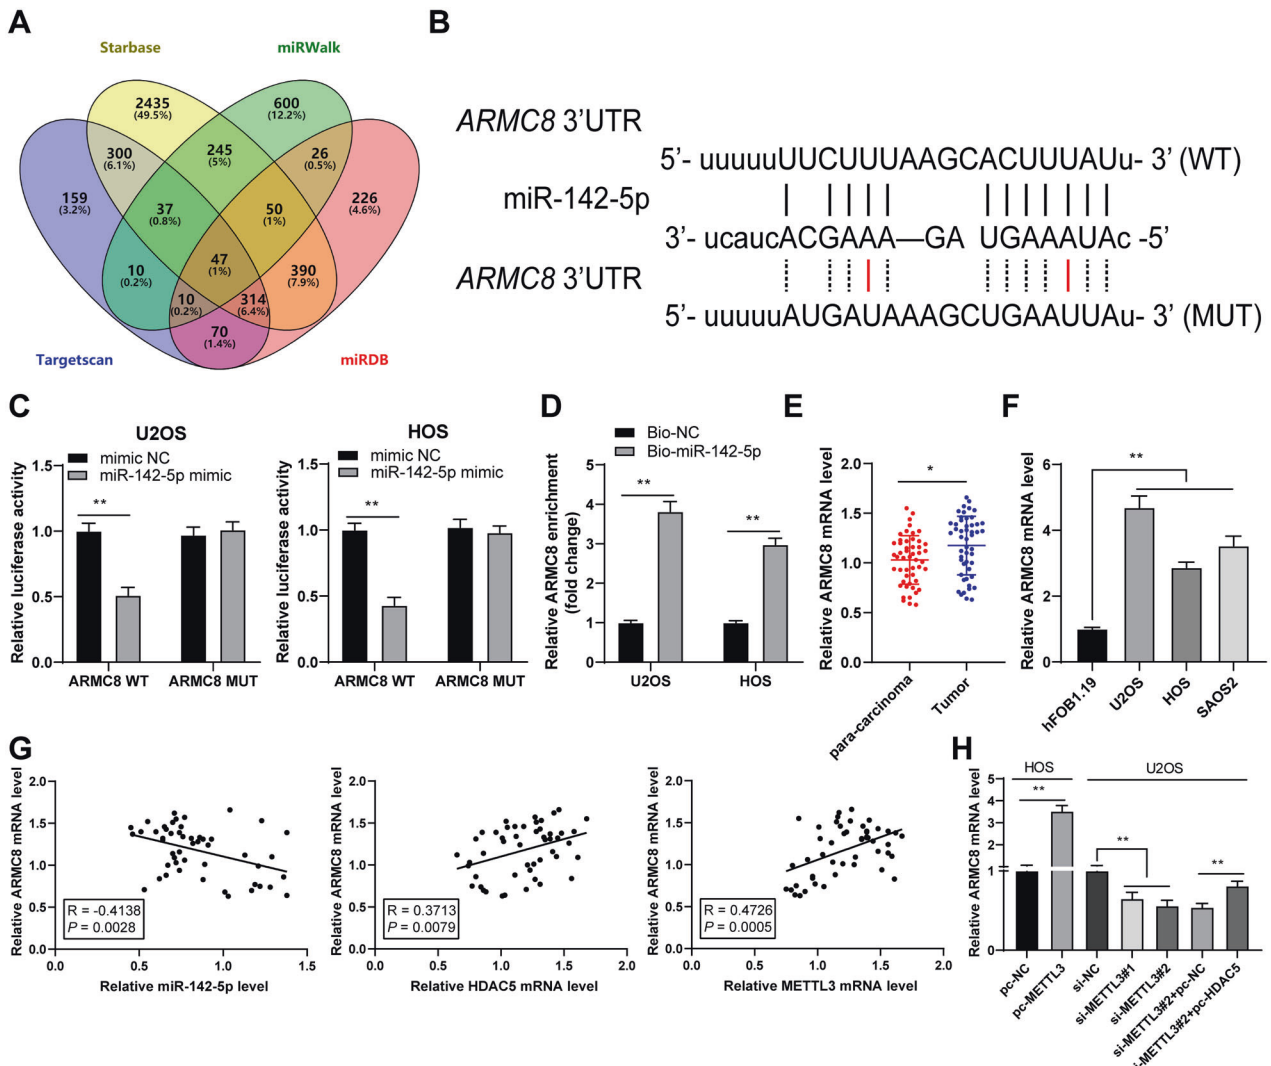 A
Starbase
miRWalk
2435
(49.5%)
600
(12.2%)
300
(6.1%)
245
(5%)
26
(0.5%)
159
(3.2%)
37
(0.8%)
50
(1%)
226
(4.6%)
47
(1%)
10
(0.2%)
390
(7.9%)
10
(0.2%)
314
(6.4%)
70
(1.4%)
Targetscan
miRDB
B
ARMC8 3'UTR
5'- uuuuuUUCUUUAAGCACUUUAUu- 3' (WT)
miR-142-5p
3'- ucaucACGAAA—GA UGAAAUAc -5'
ARMC8 3'UTR
5'- uuuuuAUGAUAAAGCUGAAUUAu- 3' (MUT)
C
U2OS
mimic NC
miR-142-5p mimic
Relative luciferase activity
1.5
1.0
0.5
0.0
**
ARMC8 WT
ARMC8 MUT
HOS
mimic NC
miR-142-5p mimic
Relative luciferase activity
1.5
1.0
0.5
0.0
**
ARMC8 WT
ARMC8 MUT
D
Bio-NC
Bio-miR-142-5p
Relative ARMC8 enrichment
(fold change)
5
4
3
2
1
0
**
**
U2OS
HOS
E
Relative ARMC8 mRNA level
2.0
1.5
1.0
0.5
0.0
*
para-carcinoma
Tumor
F
Relative ARMC8 mRNA level
6
4
2
0
**
hFOB1.19
U2OS
HOS
SAOS2
G
Relative ARMC8 mRNA level
2.0
1.5
1.0
0.5
0.0
R = -0.4138
P = 0.0028
0.0
0.5
1.0
1.5
Relative miR-142-5p level
Relative ARMC8 mRNA level
2.0
1.5
1.0
0.5
0.0
R = 0.3713
P = 0.0079
0.0
0.5
1.0
1.5
2.0
Relative HDAC5 mRNA level
Relative ARMC8 mRNA level
2.0
1.5
1.0
0.5
0.0
R = 0.4726
P = 0.0005
0.0
0.5
1.0
1.5
2.0
Relative METTL3 mRNA level
H
HOS
U2OS
Relative ARMC8 mRNA level
5
4
3
2
1
0
**
**
**
pc-NC
pc-METTL3
si-NC
si-METTL3#1
si-METTL3#2
si-METTL3#2+pc-NC
si-METTL3#2+pc-HDAC5